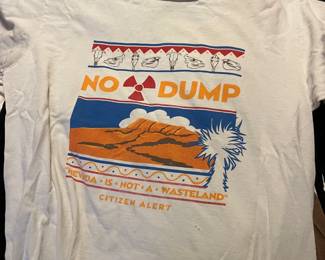 NO DUMP
"NEVADA • IS • NOT • A • WASTELAND"
CITIZEN ALERT